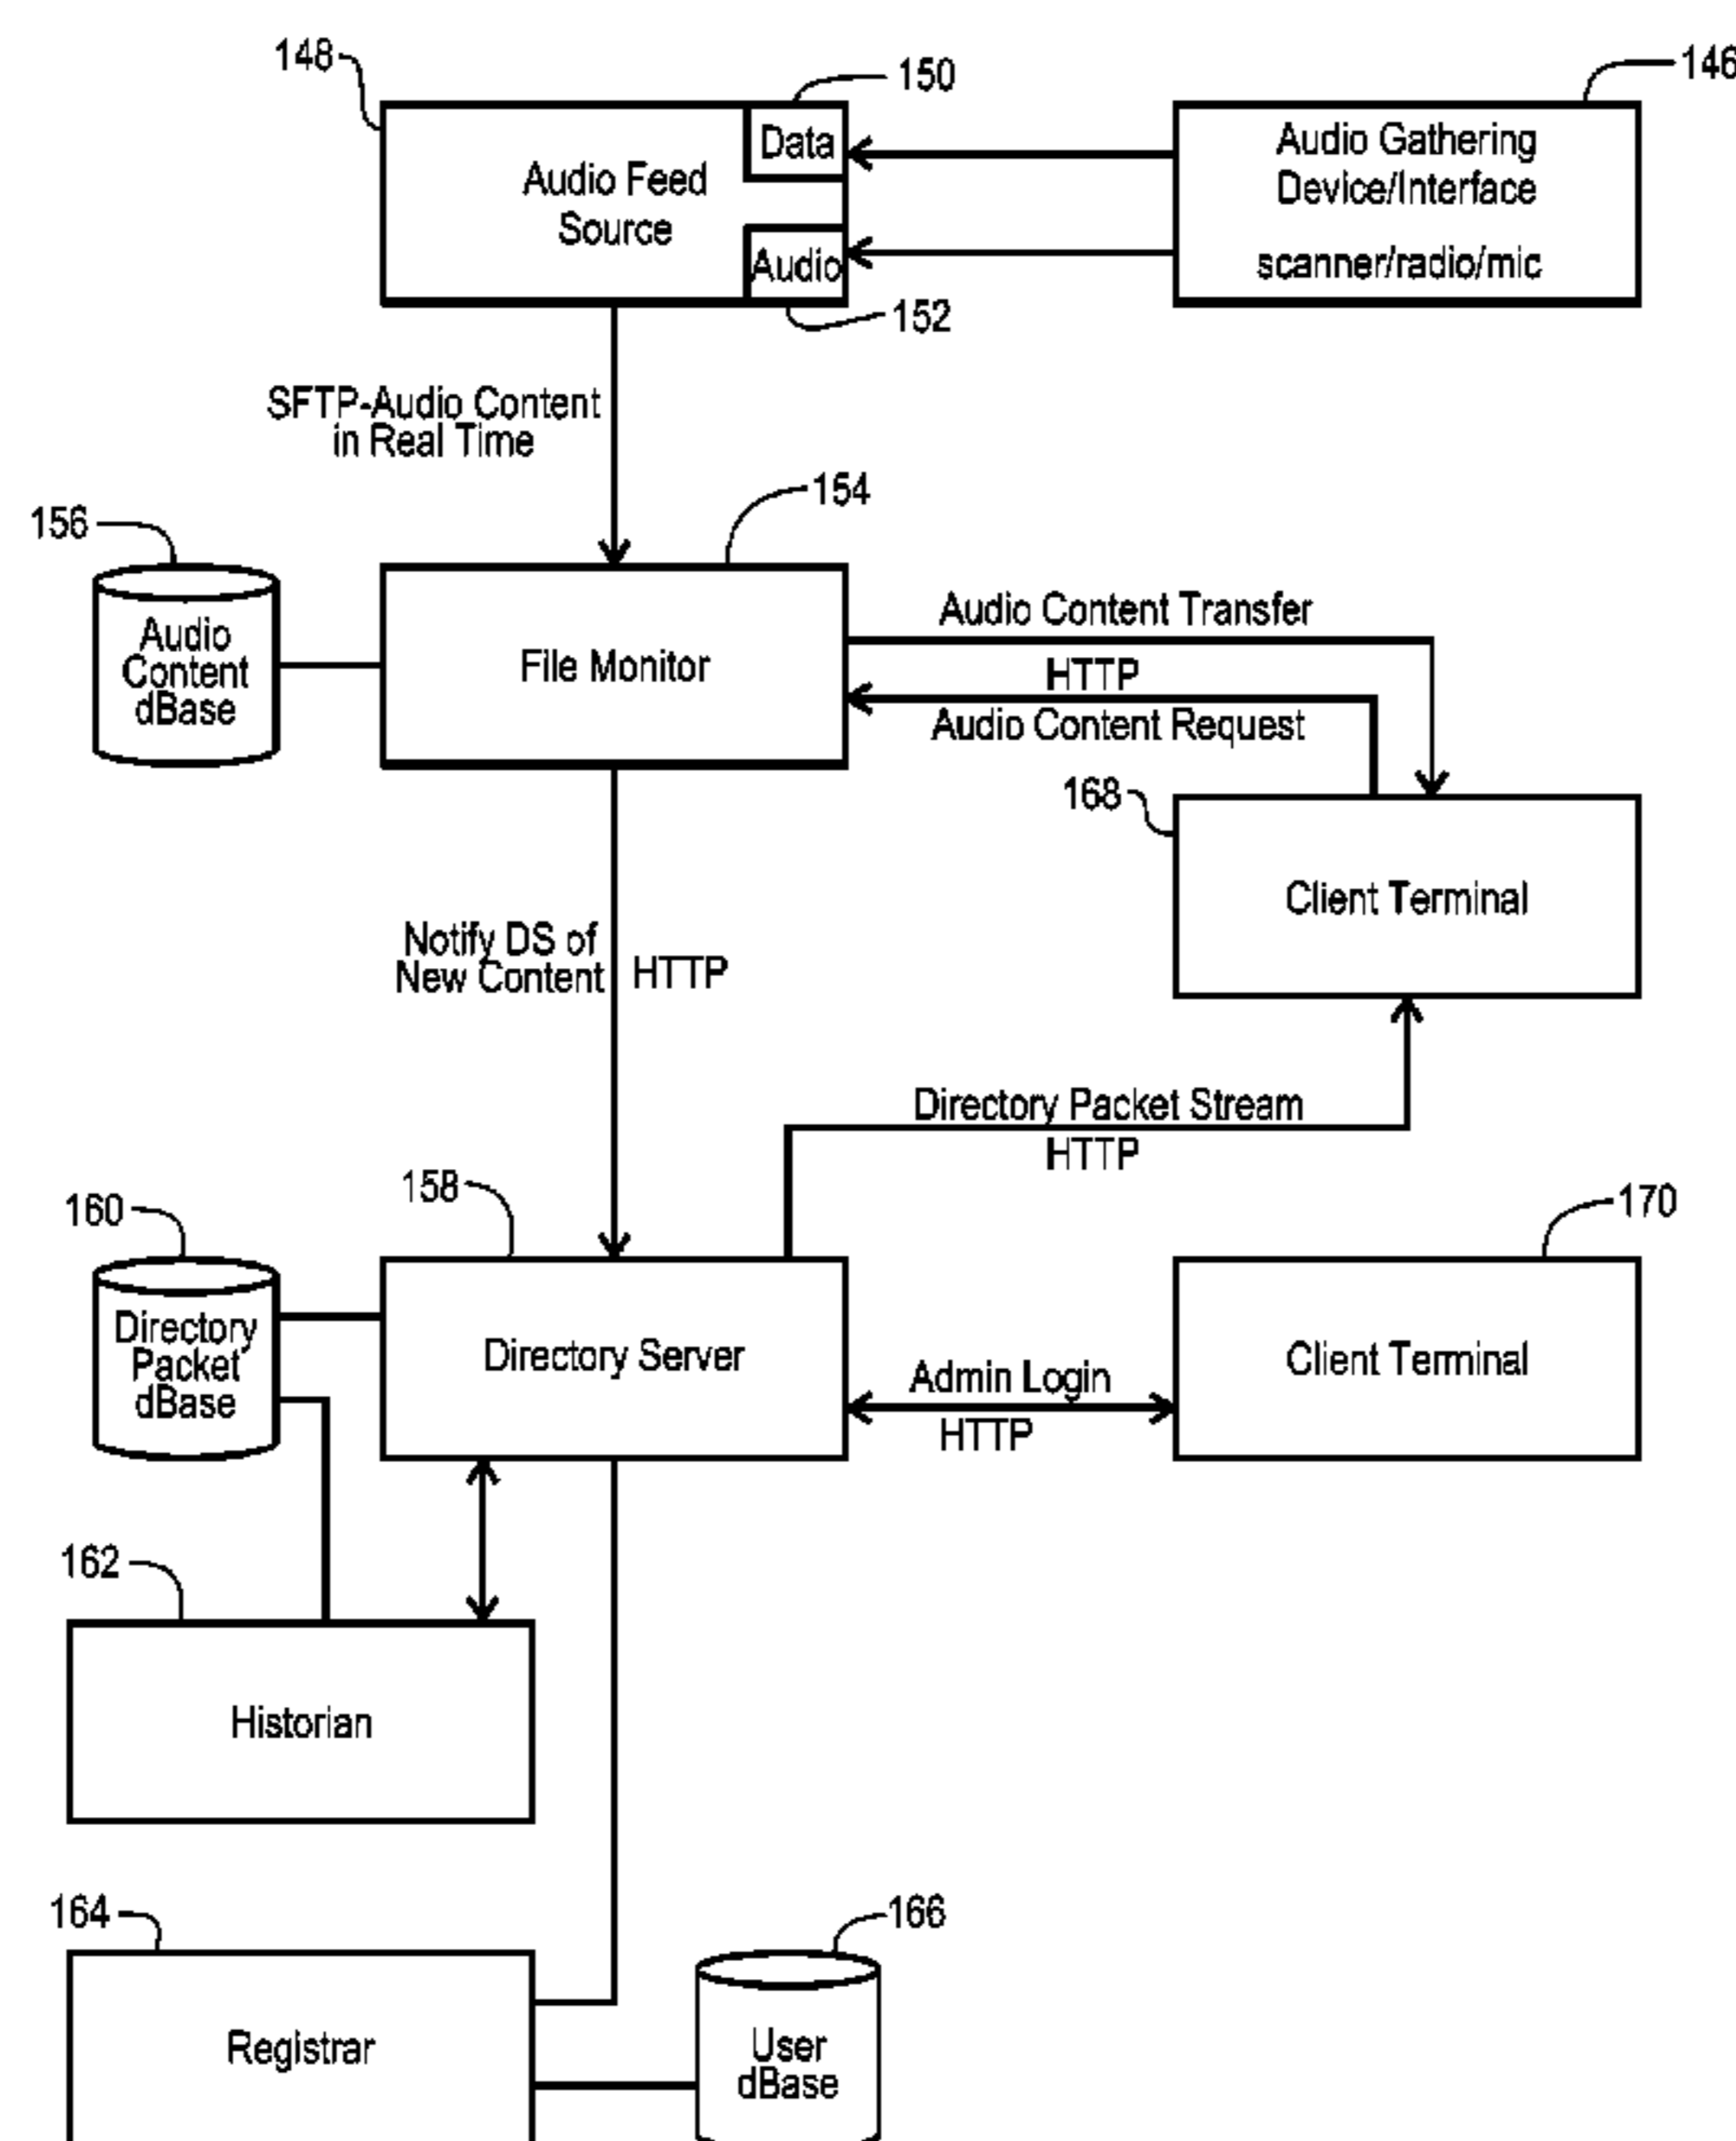 148
150
146
Data
Audio Feed
Source
Audio
152
Audio Gathering
Device/Interface
scanner/radio/mic
SFTP-Audio Content
in Real Time
154
156
Audio
Content
dBase
File Monitor
Audio Content Transfer
HTTP
Audio Content Request
168
Client Terminal
Notify DS of
New Content
HTTP
Directory Packet Stream
HTTP
158
160
170
Directory
Packet
dBase
Directory Server
Admin Login
HTTP
Client Terminal
162
Historian
164
166
Registrar
User
dBase